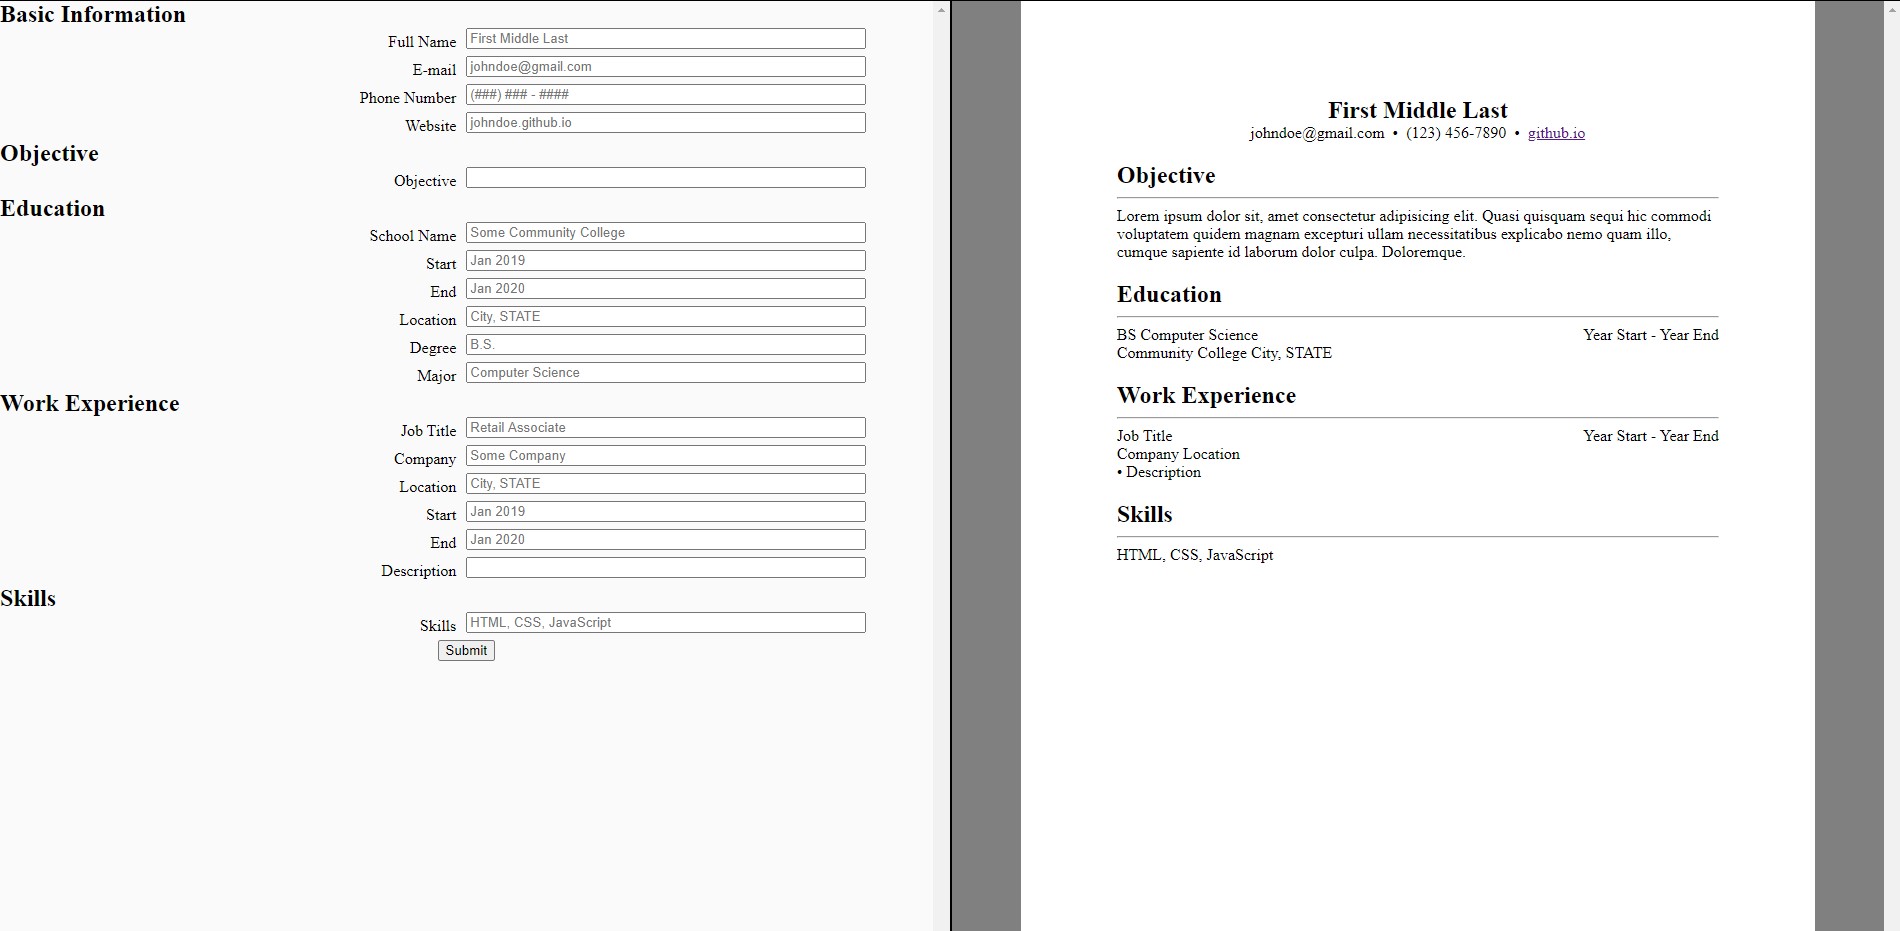 Basic Information
Full Name First Middle Last
E-mail johndoe@gmail.com
Phone Number (###) ### - ####
Website johndoe.github.io
Objective
Objective
Education
School Name Some Community College
Start Jan 2019
End Jan 2020
Location City, STATE
Degree B.S.
Major Computer Science
Work Experience
Job Title Retail Associate
Company Some Company
Location City, STATE
Start Jan 2019
End Jan 2020
Description
Skills
Skills HTML, CSS, JavaScript
Submit
First Middle Last
johndoe@gmail.com • (123) 456-7890 • github.io
Objective
Lorem ipsum dolor sit, amet consectetur adipisicing elit. Quasi quisquam sequi hic commodi
voluptatem quidem magnam excepturi ullam necessitatibus explicabo nemo quam illo,
cumque sapiente id laborum dolor culpa. Doloremque.
Education
BS Computer Science Year Start - Year End
Community College City, STATE
Work Experience
Job Title Year Start - Year End
Company Location
• Description
Skills
HTML, CSS, JavaScript